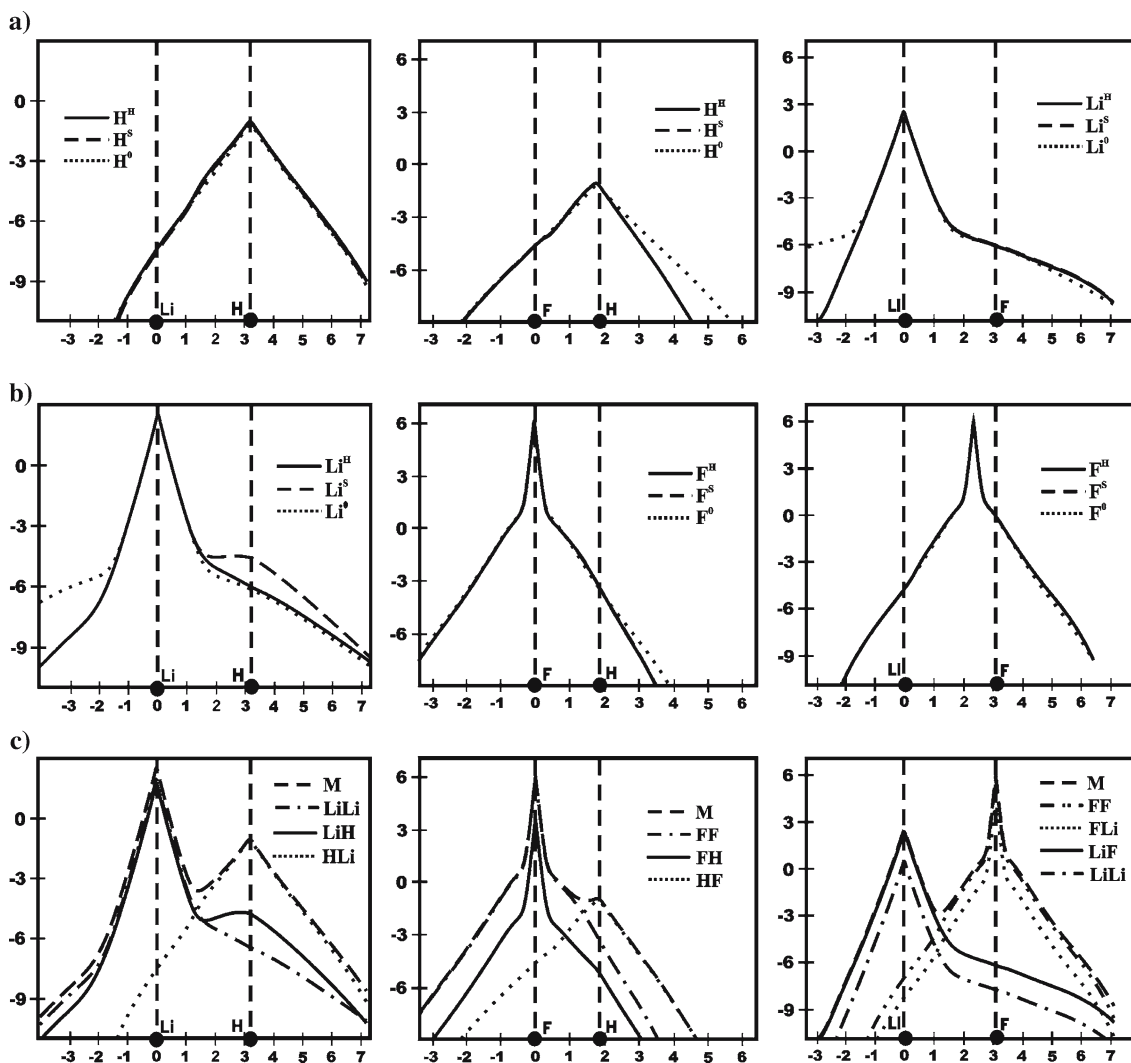 a)
0
-3
-6
-9
H^H
H^S
H^0
Li
H
-3 -2 -1 0 1 2 3 4 5 6 7
6
3
0
-3
-6
H^H
H^S
H^0
F
H
-3 -2 -1 0 1 2 3 4 5 6
6
3
0
-3
-6
-9
Li^H
Li^S
Li^0
Li
F
-3 -2 -1 0 1 2 3 4 5 6 7
b)
0
-3
-6
-9
Li^H
Li^S
Li^0
Li
H
-3 -2 -1 0 1 2 3 4 5 6 7
6
3
0
-3
-6
F^H
F^S
F^0
F
H
-3 -2 -1 0 1 2 3 4 5 6
6
3
0
-3
-6
-9
F^H
F^S
F^0
Li
F
-3 -2 -1 0 1 2 3 4 5 6 7
c)
0
-3
-6
-9
M
LiLi
LiH
HLi
Li
H
-3 -2 -1 0 1 2 3 4 5 6 7
6
3
0
-3
-6
M
FF
FH
HF
F
H
-3 -2 -1 0 1 2 3 4 5 6
6
3
0
-3
-6
-9
M
FF
FLi
LiF
LiLi
Li
F
-3 -2 -1 0 1 2 3 4 5 6 7